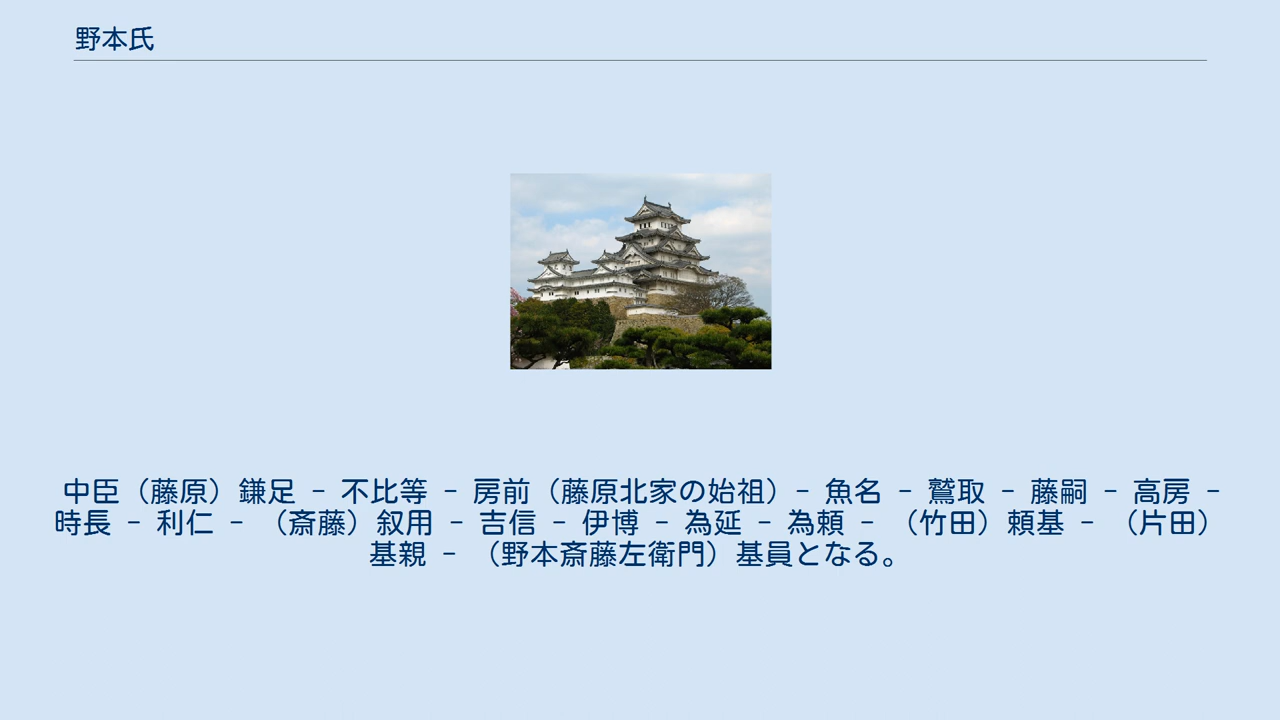 野本氏
中臣（藤原）鎌足 － 不比等 － 房前（藤原北家の始祖）－ 魚名 － 鷲取 － 藤嗣 － 高房 －
時長 － 利仁 － （斎藤）叙用 － 吉信 － 伊博 － 為延 － 為頼 － （竹田）頼基 － （片田）
基親 － （野本斎藤左衛門）基員となる。